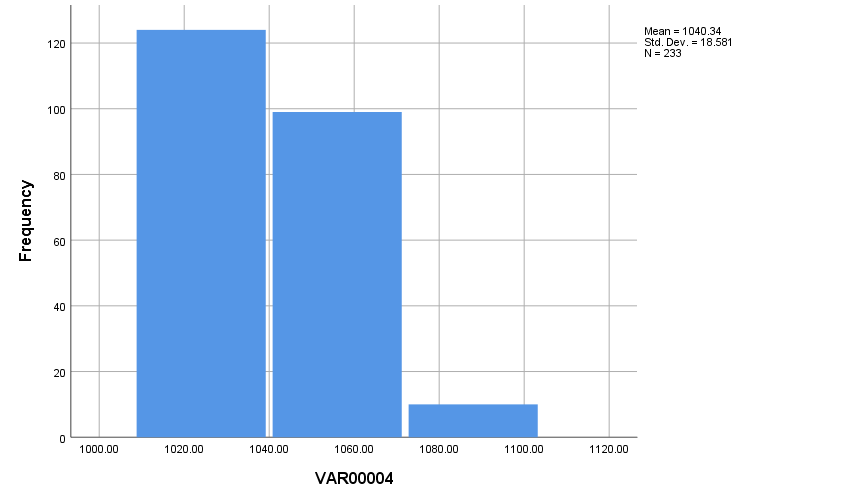 Mean = 1040.34
Std. Dev. = 18.581
N = 233
Frequency
120
100
80
60
40
20
0
1000.00 1020.00 1040.00 1060.00 1080.00 1100.00 1120.00
VAR00004